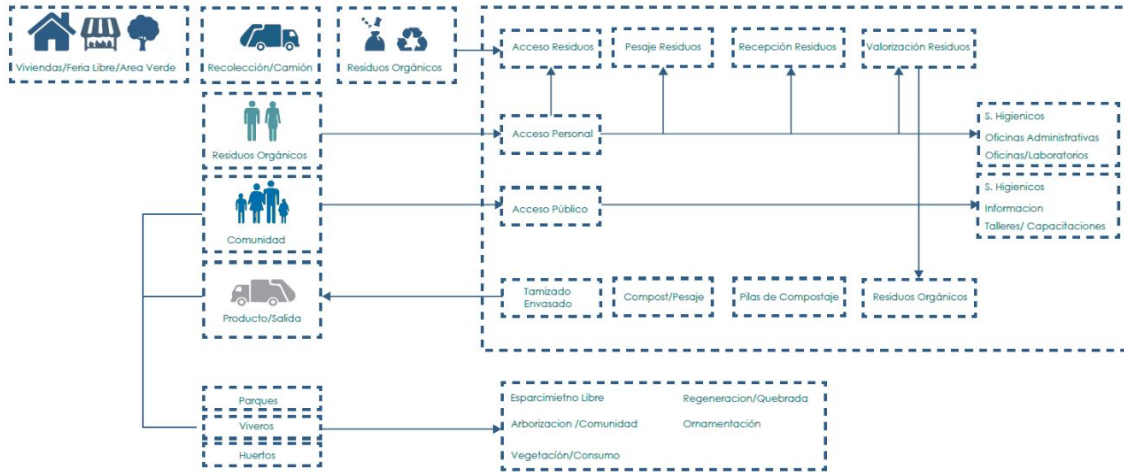 Viviendas/Feria Libre/Area Verde
Recolección/Camión
Residuos Orgánicos
Acceso Residuos
Pesaje Residuos
Recepción Residuos
Valorización Residuos
Residuos Orgánicos
Acceso Personal
S. Higienicos
Oficinas Administrativas
Oficinas/Laboratorios
Comunidad
Acceso Público
S. Higienicos
Informacion
Talleres/ Capacitaciones
Producto/Salida
Tamizado
Envasado
Compost/Pesaje
Pilas de Compostaje
Residuos Orgánicos
Parques
Viveros
Huertos
Esparcimietno Libre
Regeneracion/Quebrada
Arborizacion /Comunidad
Ornamentación
Vegetación/Consumo